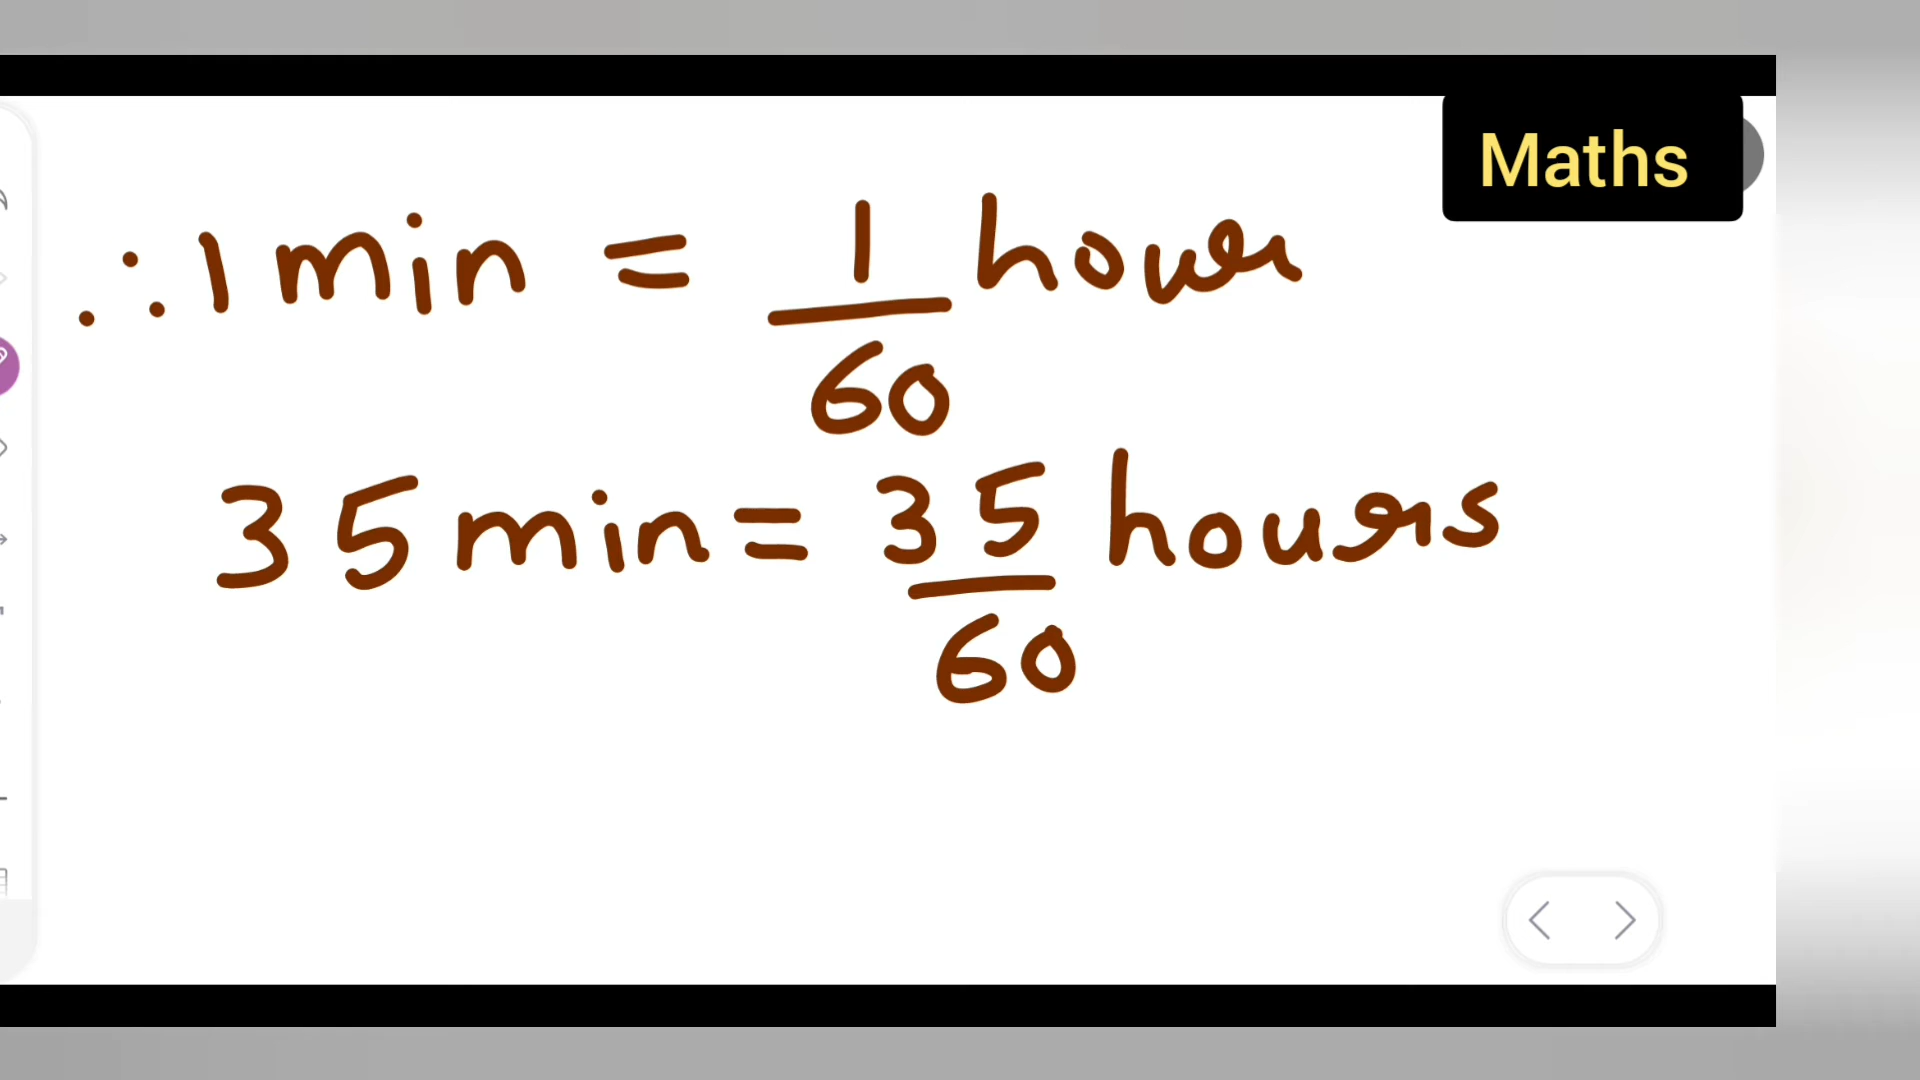 Maths
∴ 1 min = 1/60 hour
35 min = 35/60 hours